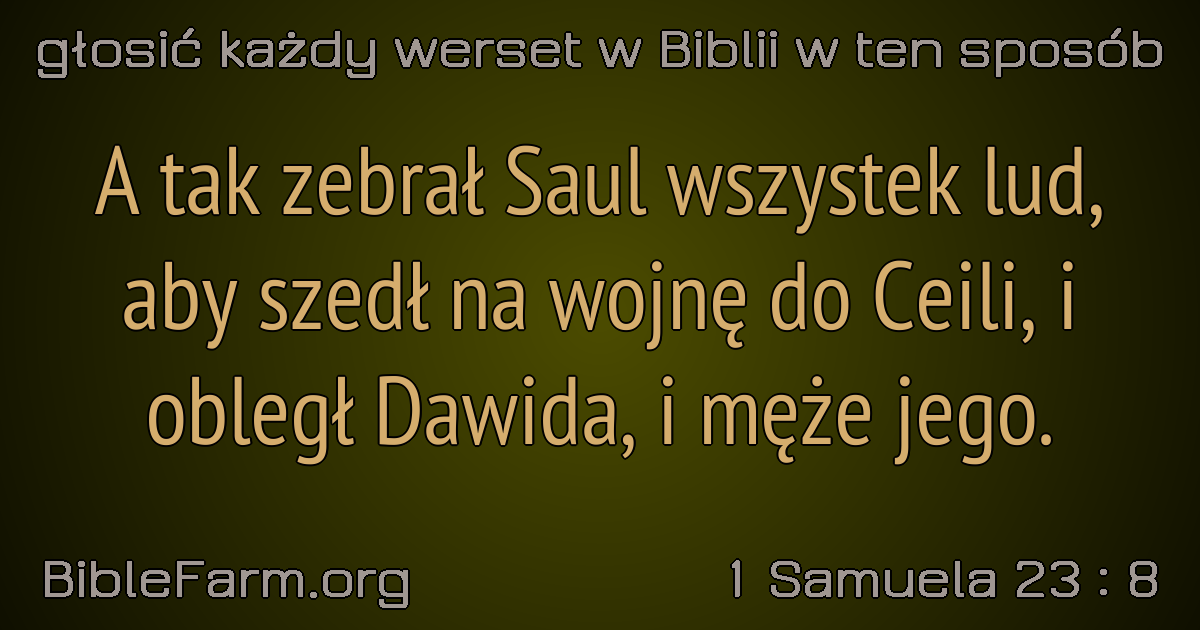 głosić każdy werset w Biblii w ten sposób
A tak zebrał Saul wszystek lud,
aby szedł na wojnę do Ceili, i
obległ Dawida, i męże jego.
BibleFarm.org
1 Samuela 23 : 8